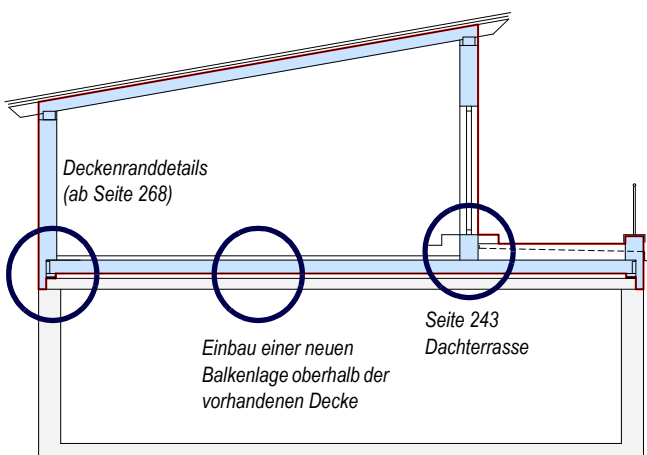 Deckenranddetails
(ab Seite 268)
Einbau einer neuen
Balkenlage oberhalb der
vorhandenen Decke
Seite 243
Dachterrasse